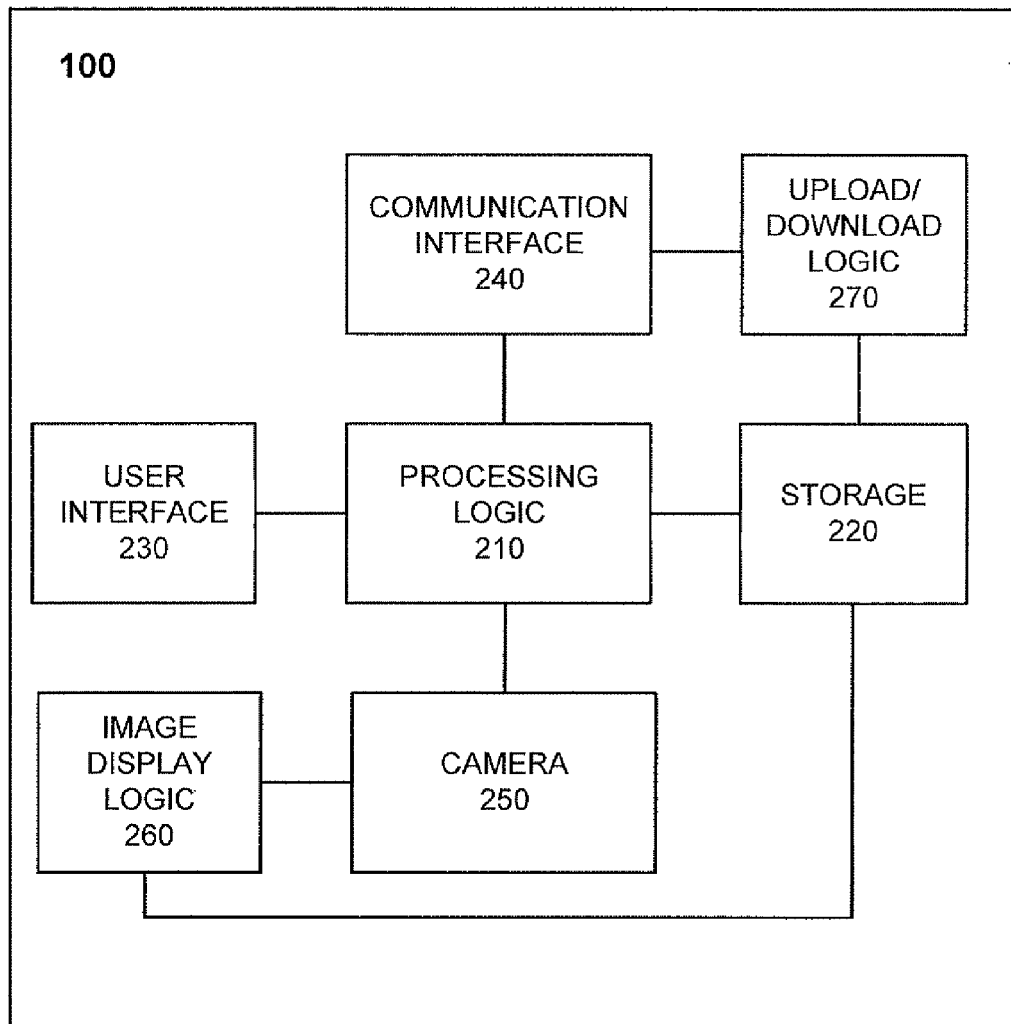 100
COMMUNICATION
INTERFACE
240
UPLOAD/
DOWNLOAD
LOGIC
270
USER
INTERFACE
230
PROCESSING
LOGIC
210
STORAGE
220
IMAGE
DISPLAY
LOGIC
260
CAMERA
250